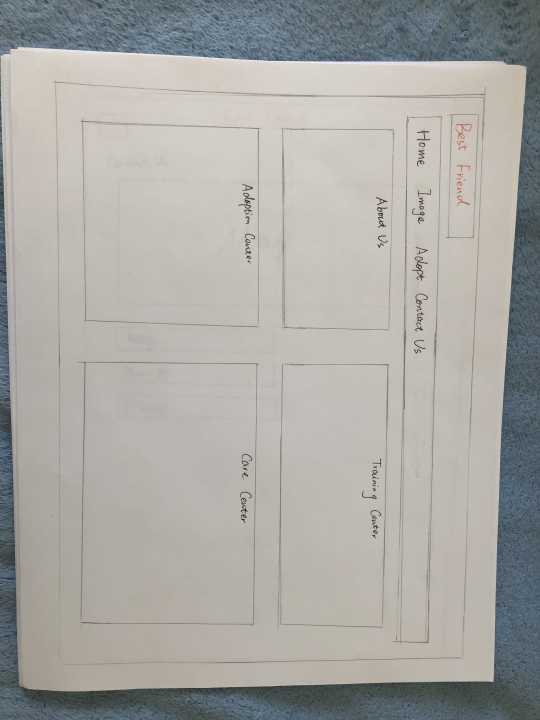 Best Friend
Home Image Adopt Contact Us
About Us
Training Center
Adoption Center
Care Center